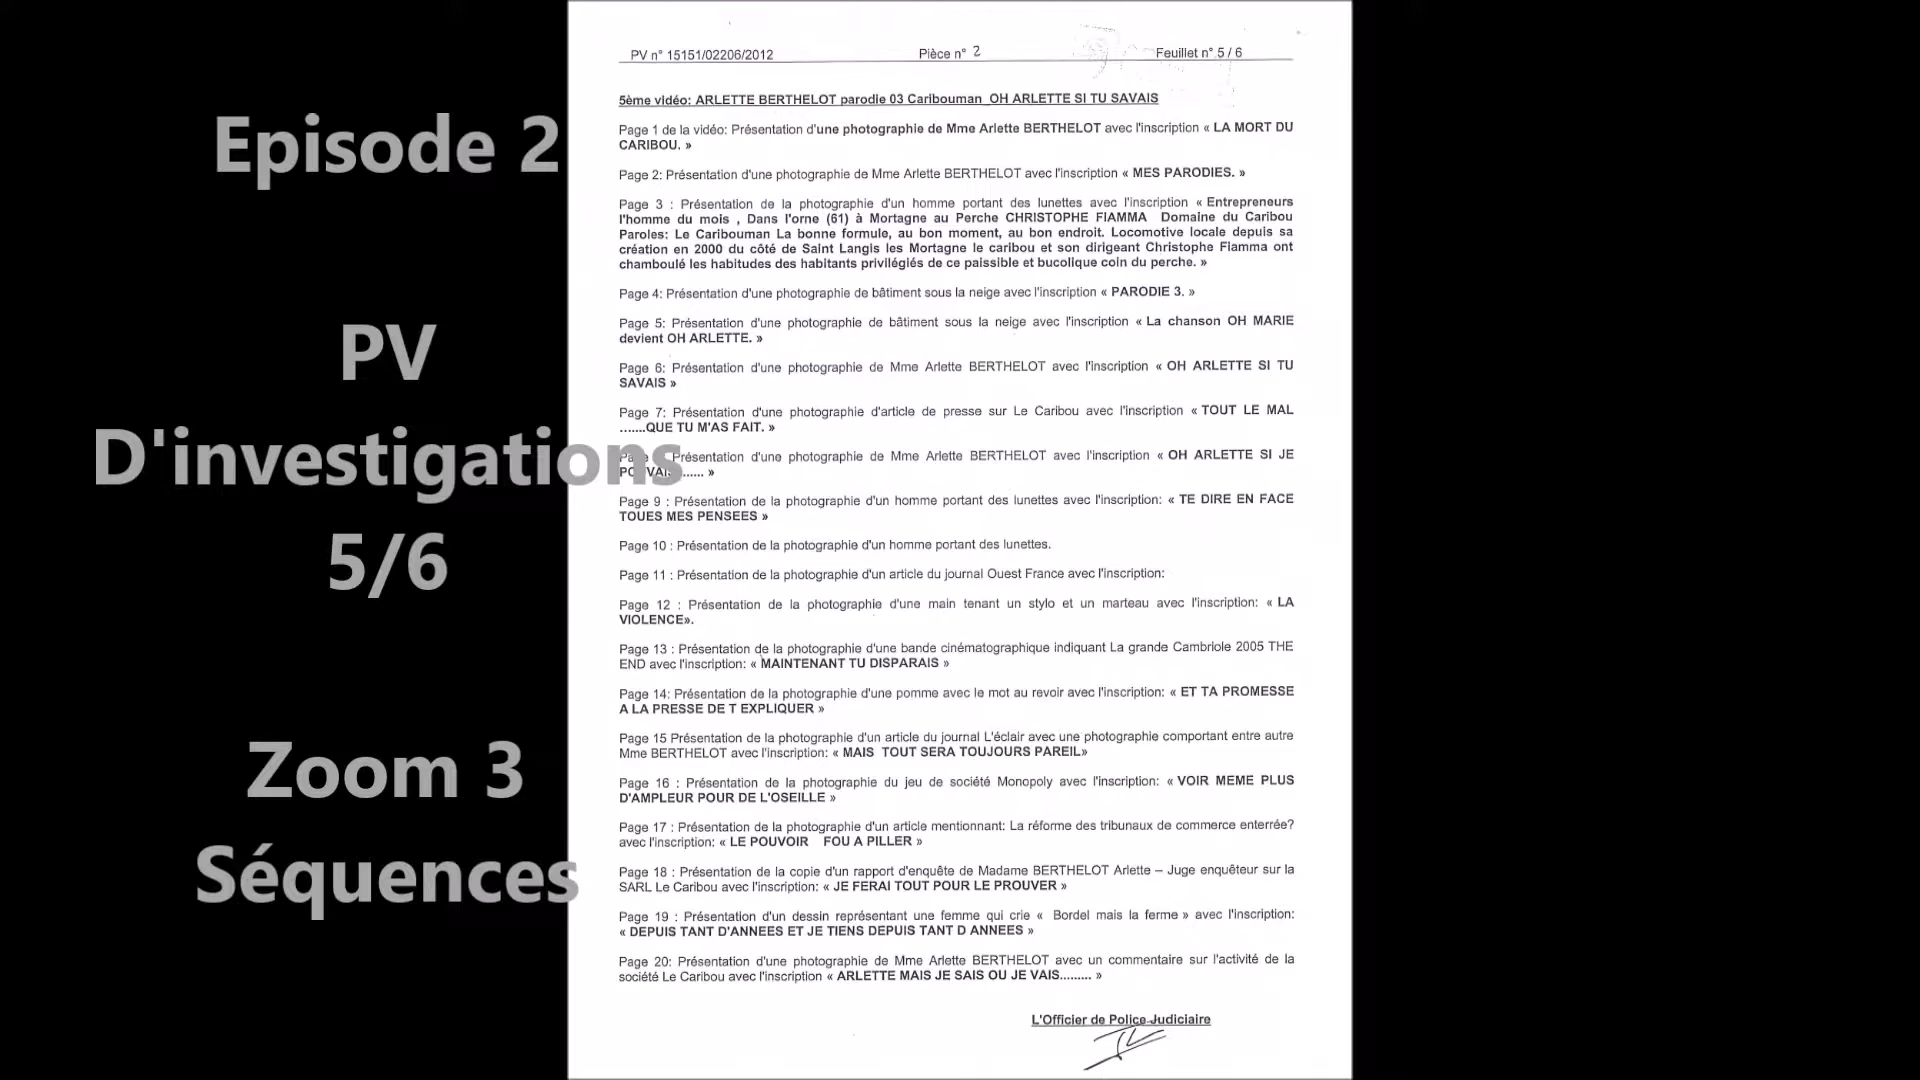 Episode 2
PV
D'investigations
5/6
Zoom 3
Séquences
PV n° 15151/02206/2012 Pièce n° 2 Feuillet n° 5 / 6
5ème vidéo: ARLETTE BERTHELOT parodie 03 Caribouman OH ARLETTE SI TU SAVAIS
Page 1 de la vidéo: Présentation d'une photographie de Mme Arlette BERTHELOT avec l'inscription « LA MORT DU
CARIBOU. »
Page 2: Présentation d'une photographie de Mme Arlette BERTHELOT avec l'inscription « MES PARODIES. »
Page 3 : Présentation de la photographie d'un homme portant des lunettes avec l'inscription « Entrepreneurs
l'homme du mois , Dans l'orne (61) à Mortagne au Perche CHRISTOPHE FIAMMA Domaine du Caribou
Paroles: Le Caribouman La bonne formule, au bon moment, au bon endroit. Locomotive locale depuis sa
création en 2000 du côté de Saint Langis les Mortagne le caribou et son dirigeant Christophe Fiamma ont
chamboulé les habitudes des habitants privilégiés de ce paissible et bucolique coin du perche. »
Page 4: Présentation d'une photographie de bâtiment sous la neige avec l'inscription « PARODIE 3. »
Page 5: Présentation d'une photographie de bâtiment sous la neige avec l'inscription « La chanson OH MARIE
devient OH ARLETTE. »
Page 6: Présentation d'une photographie de Mme Arlette BERTHELOT avec l'inscription « OH ARLETTE SI TU
SAVAIS »
Page 7: Présentation d'une photographie d'article de presse sur Le Caribou avec l'inscription « TOUT LE MAL
.......QUE TU M'AS FAIT. »
Présentation d'une photographie de Mme Arlette BERTHELOT avec l'inscription « OH ARLETTE SI JE
...... »
Page 9 : Présentation de la photographie d'un homme portant des lunettes avec l'inscription: « TE DIRE EN FACE
TOUES MES PENSEES »
Page 10 : Présentation de la photographie d'un homme portant des lunettes.
Page 11 : Présentation de la photographie d'un article du journal Ouest France avec l'inscription:
Page 12 : Présentation de la photographie d'une main tenant un stylo et un marteau avec l'inscription: « LA
VIOLENCE».
Page 13 : Présentation de la photographie d'une bande cinématographique indiquant La grande Cambriole 2005 THE
END avec l'inscription: « MAINTENANT TU DISPARAIS »
Page 14: Présentation de la photographie d'une pomme avec le mot au revoir avec l'inscription: « ET TA PROMESSE
A LA PRESSE DE T EXPLIQUER »
Page 15 Présentation de la photographie d'un article du journal L'éclair avec une photographie comportant entre autre
Mme BERTHELOT avec l'inscription: « MAIS TOUT SERA TOUJOURS PAREIL»
Page 16 : Présentation de la photographie du jeu de société Monopoly avec l'inscription: « VOIR MEME PLUS
D'AMPLEUR POUR DE L'OSEILLE »
Page 17 : Présentation de la photographie d'un article mentionnant: La réforme des tribunaux de commerce enterrée?
avec l'inscription: « LE POUVOIR FOU A PILLER »
Page 18 : Présentation de la copie d'un rapport d'enquête de Madame BERTHELOT Arlette – Juge enquêteur sur la
SARL Le Caribou avec l'inscription: « JE FERAI TOUT POUR LE PROUVER »
Page 19 : Présentation d'un dessin représentant une femme qui crie « Bordel mais la ferme » avec l'inscription:
« DEPUIS TANT D'ANNEES ET JE TIENS DEPUIS TANT D ANNEES »
Page 20: Présentation d'une photographie de Mme Arlette BERTHELOT avec un commentaire sur l'activité de la
société Le Caribou avec l'inscription « ARLETTE MAIS JE SAIS OU JE VAIS......... »
L'Officier de Police Judiciaire